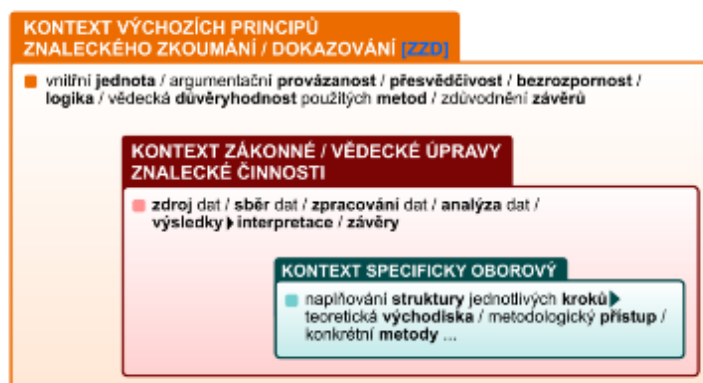 KONTEXT VÝCHOZÍCH PRINCIPŮ
ZNALECKÉHO ZKOUMÁNÍ / DOKAZOVÁNÍ [ZZD]
vnitřní jednota / argumentační provázanost / přesvědčivost / bezrozpornost /
logika / vědecká důvěryhodnost použitých metod / zdůvodnění závěrů
KONTEXT ZÁKONNÉ / VĚDECKÉ ÚPRAVY
ZNALECKÉ ČINNOSTI
zdroj dat / sběr dat / zpracování dat / analýza dat /
výsledky ▶ interpretace / závěry
KONTEXT SPECIFICKY OBOROVÝ
naplňování struktury jednotlivých kroků ▶
teoretická východiska / metodologický přístup /
konkrétní metody ...